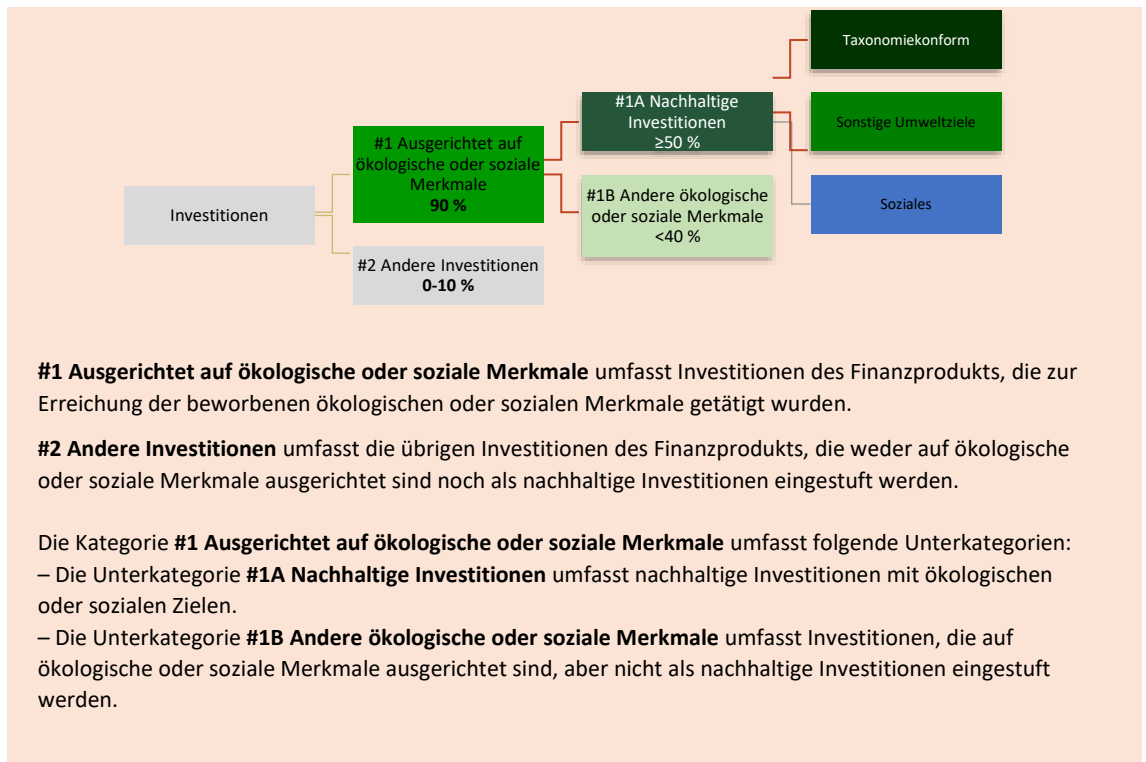 Taxonomiekonform
#1A Nachhaltige
Investitionen
≥50 %
Sonstige Umweltziele
#1 Ausgerichtet auf
ökologische oder soziale
Merkmale
90 %
#1B Andere ökologische
oder soziale Merkmale
<40 %
Soziales
Investitionen
#2 Andere Investitionen
0-10 %
#1 Ausgerichtet auf ökologische oder soziale Merkmale umfasst Investitionen des Finanzprodukts, die zur
Erreichung der beworbenen ökologischen oder sozialen Merkmale getätigt wurden.
#2 Andere Investitionen umfasst die übrigen Investitionen des Finanzprodukts, die weder auf ökologische
oder soziale Merkmale ausgerichtet sind noch als nachhaltige Investitionen eingestuft werden.
Die Kategorie #1 Ausgerichtet auf ökologische oder soziale Merkmale umfasst folgende Unterkategorien:
– Die Unterkategorie #1A Nachhaltige Investitionen umfasst nachhaltige Investitionen mit ökologischen
oder sozialen Zielen.
– Die Unterkategorie #1B Andere ökologische oder soziale Merkmale umfasst Investitionen, die auf
ökologische oder soziale Merkmale ausgerichtet sind, aber nicht als nachhaltige Investitionen eingestuft
werden.